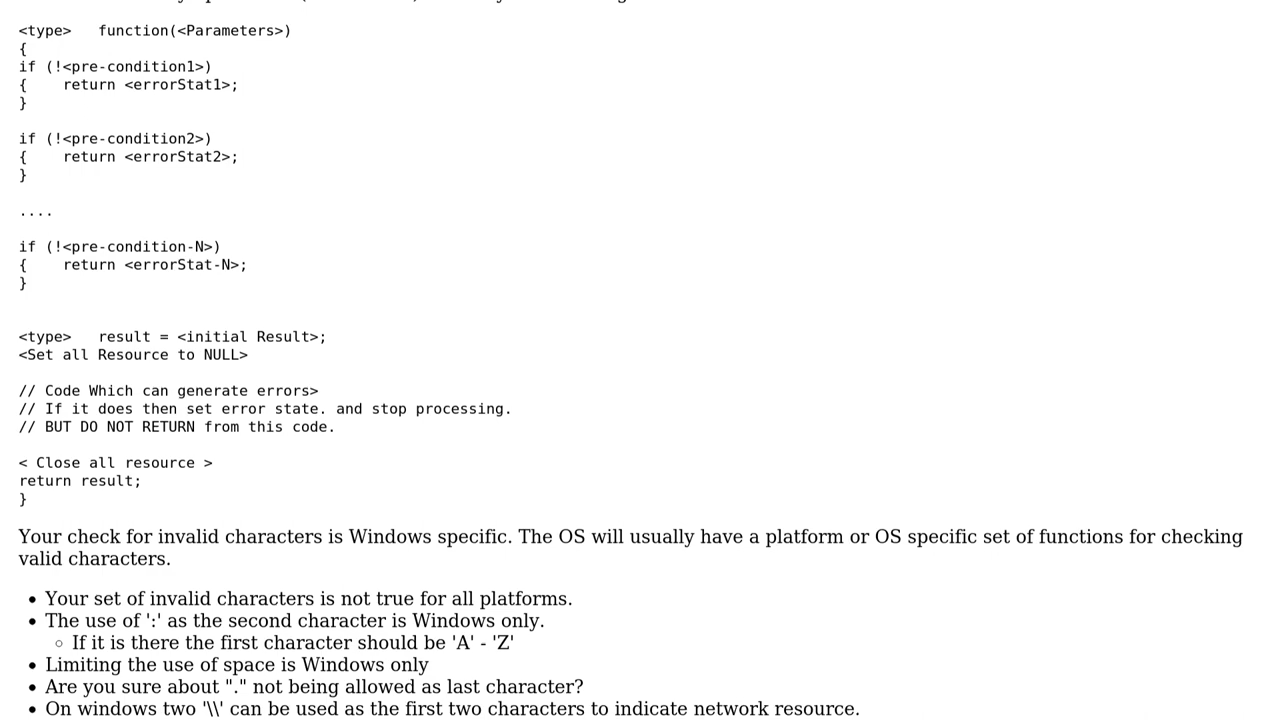 <type>   function(<Parameters>)
{
if (!<pre-condition1>)
{    return <errorStat1>;
}
if (!<pre-condition2>)
{    return <errorStat2>;
}
....
if (!<pre-condition-N>)
{    return <errorStat-N>;
}
<type>   result = <initial Result>;
<Set all Resource to NULL>
// Code Which can generate errors>
// If it does then set error state. and stop processing.
// BUT DO NOT RETURN from this code.
< Close all resource >
return result;
}
Your check for invalid characters is Windows specific. The OS will usually have a platform or OS specific set of functions for checking
valid characters.
• Your set of invalid characters is not true for all platforms.
• The use of ':' as the second character is Windows only.
◦ If it is there the first character should be 'A' - 'Z'
• Limiting the use of space is Windows only
• Are you sure about "." not being allowed as last character?
• On windows two '\\' can be used as the first two characters to indicate network resource.